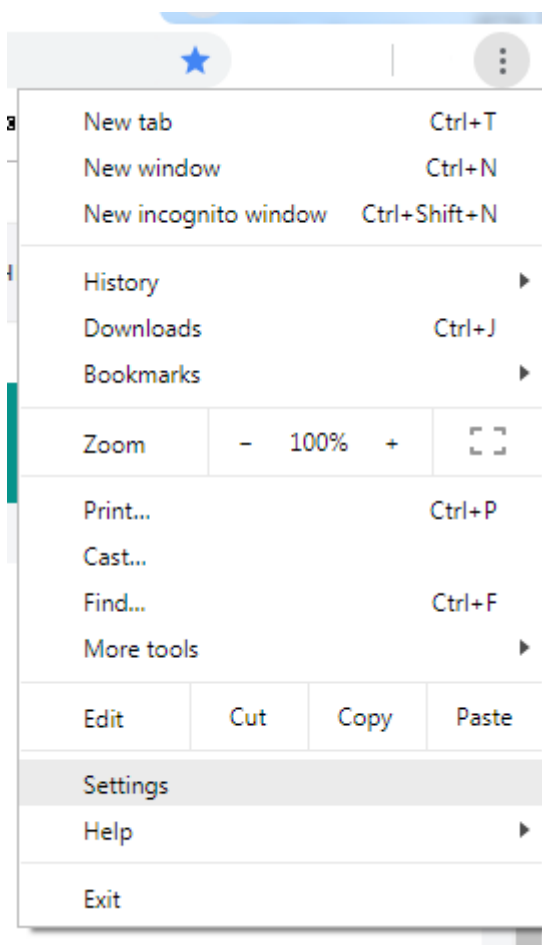 New tab Ctrl+T
New window Ctrl+N
New incognito window Ctrl+Shift+N
History
Downloads Ctrl+J
Bookmarks
Zoom - 100% +
Print... Ctrl+P
Cast...
Find... Ctrl+F
More tools
Edit Cut Copy Paste
Settings
Help
Exit